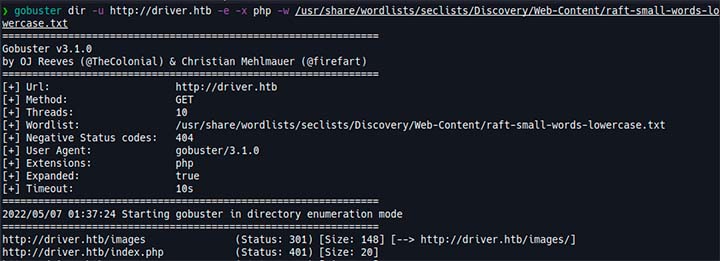 ❯ gobuster dir -u http://driver.htb -e -x php -w /usr/share/wordlists/seclists/Discovery/Web-Content/raft-small-words-lo
wercase.txt
===============================================================
Gobuster v3.1.0
by OJ Reeves (@TheColonial) & Christian Mehlmauer (@firefart)
===============================================================
[+] Url: http://driver.htb
[+] Method: GET
[+] Threads: 10
[+] Wordlist: /usr/share/wordlists/seclists/Discovery/Web-Content/raft-small-words-lowercase.txt
[+] Negative Status codes: 404
[+] User Agent: gobuster/3.1.0
[+] Extensions: php
[+] Expanded: true
[+] Timeout: 10s
===============================================================
2022/05/07 01:37:24 Starting gobuster in directory enumeration mode
===============================================================
http://driver.htb/images (Status: 301) [Size: 148] [--> http://driver.htb/images/]
http://driver.htb/index.php (Status: 401) [Size: 20]